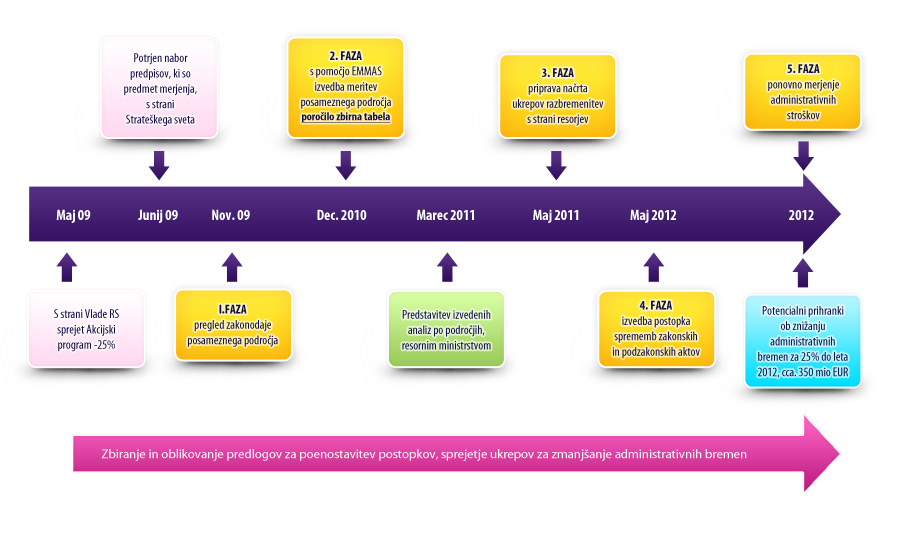 Potrjen nabor
predpisov, ki so
predmet merjenja,
s strani
Strateškega sveta
2. FAZA
s pomočjo EMMAS
izvedba meritev
posameznega področja
poročilo zbirna tabela
3. FAZA
priprava načrta
ukrepov razbremenitev
s strani resorjev
5. FAZA
ponovno merjenje
administrativnih
stroškov
Maj 09
Junij 09
Nov. 09
Dec. 2010
Marec 2011
Maj 2011
Maj 2012
2012
S strani Vlade RS
sprejet Akcijski
program -25%
I.FAZA
pregled zakonodaje
posameznega področja
Predstavitev izvedenih
analiz po področjih,
resornim ministrstvom
4. FAZA
izvedba postopka
sprememb zakonskih
in podzakonskih aktov
Potencialni prihranki
ob znižanju
administrativnih
bremen za 25% do leta
2012, cca. 350 mio EUR
Zbiranje in oblikovanje predlogov za poenostavitev postopkov, sprejetje ukrepov za zmanjšanje administrativnih bremen